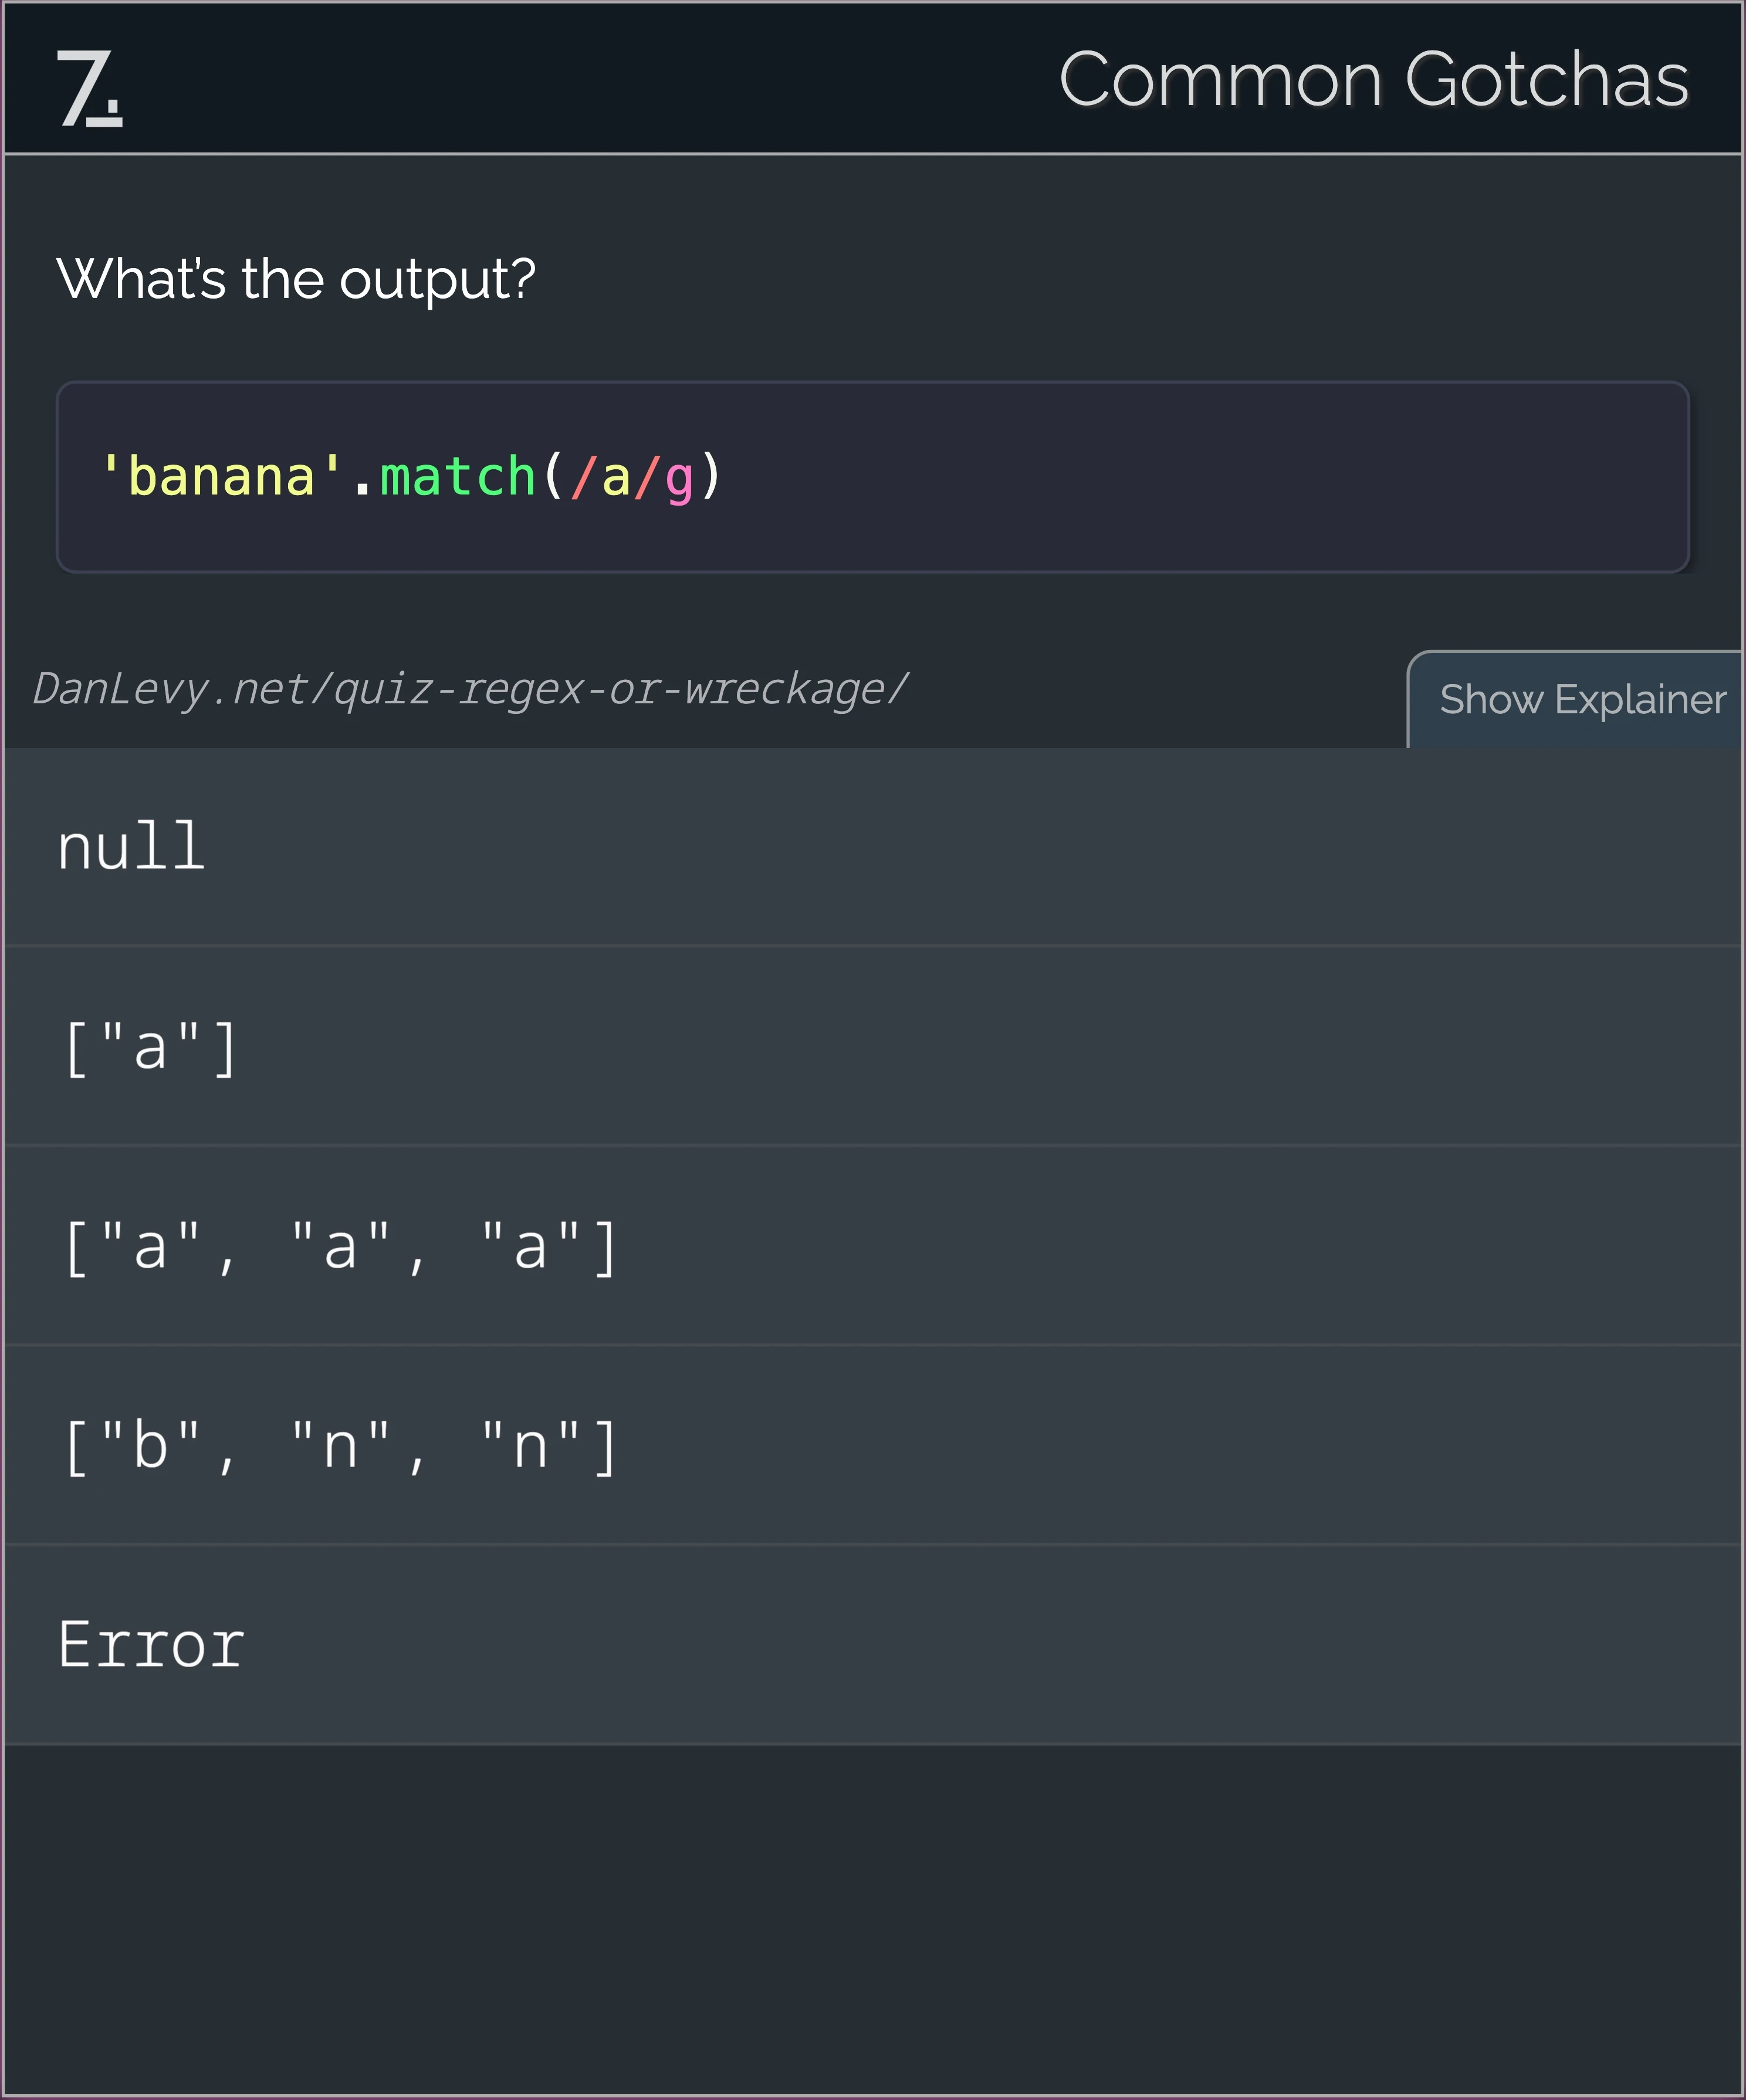 7.
Common Gotchas
What's the output?
'banana'.match(/a/g)
DanLevy.net/quiz-regex-or-wreckage/
Show Explainer
null
["a"]
["a", "a", "a"]
["b", "n", "n"]
Error